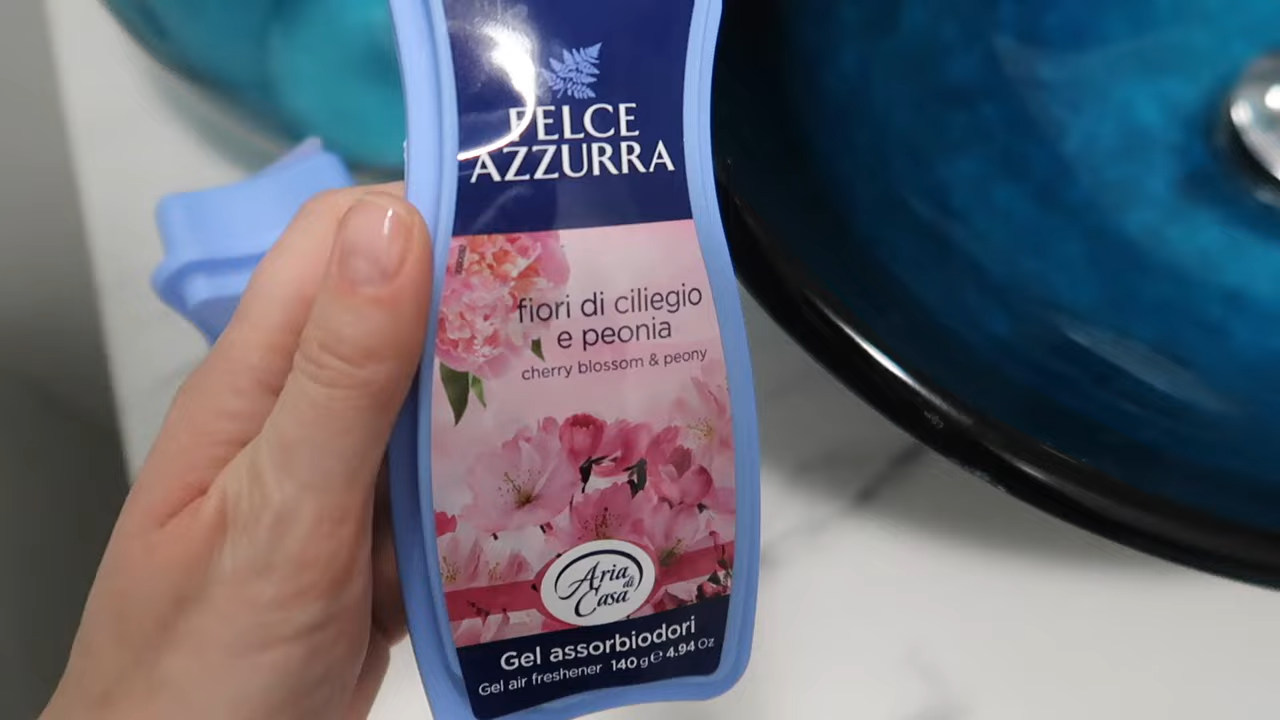 FELCE
AZZURRA
fiori di ciliegio
e peonia
cherry blossom & peony
Aria di
Casa
Gel assorbiodori
Gel air freshener 140 g ℮ 4.94 Oz